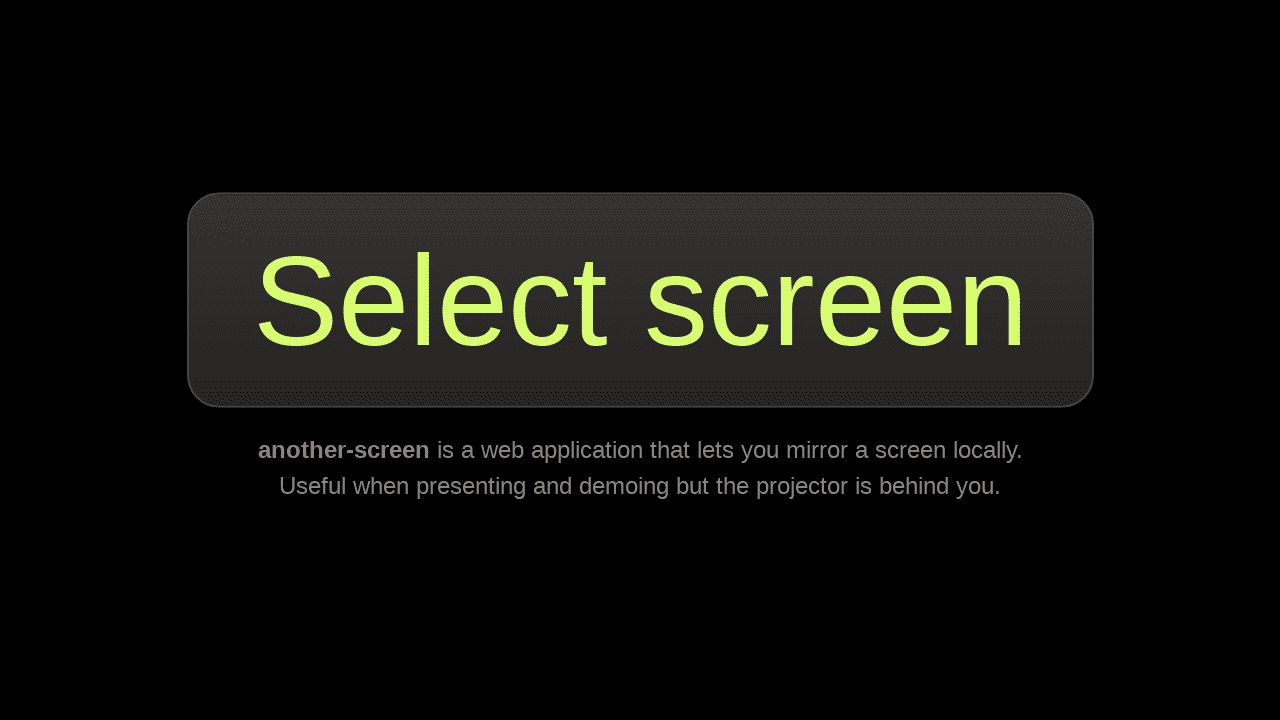 Select screen
another-screen is a web application that lets you mirror a screen locally.
Useful when presenting and demoing but the projector is behind you.